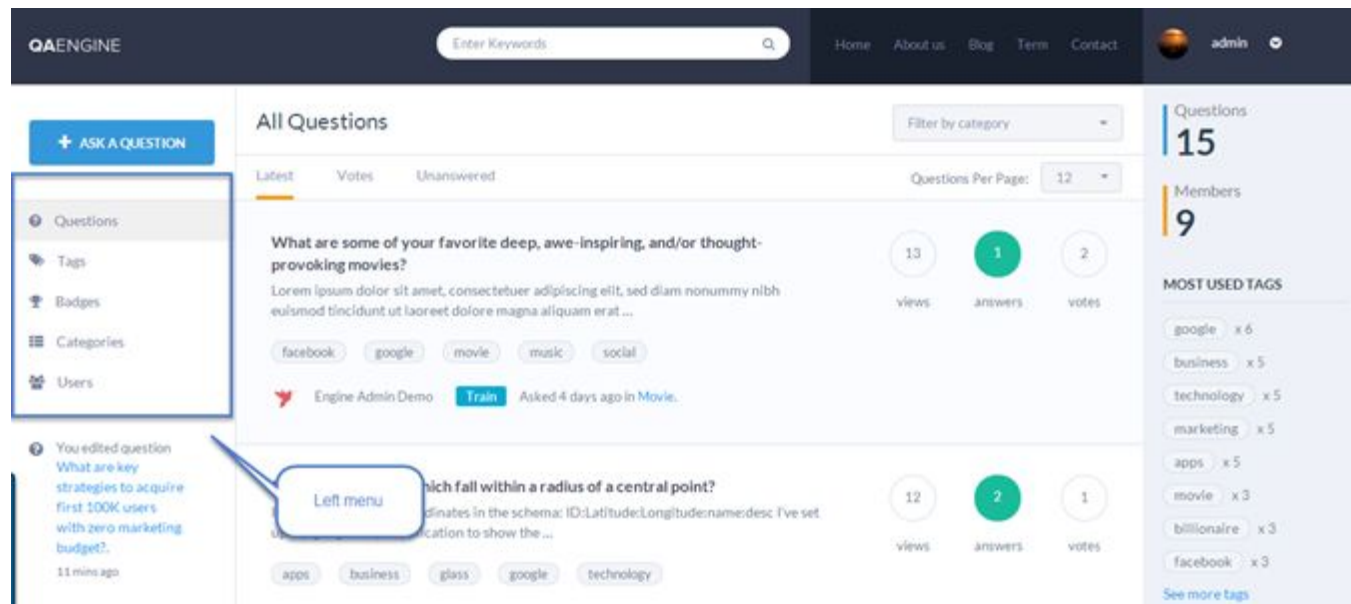 QAENGINE
Enter Keywords
Home About us Blog Term Contact
admin
+ ASK A QUESTION
Questions
Tags
Badges
Categories
Users
You edited question
What are key
strategies to acquire
first 100K users
with zero marketing
budget?.
11 mins ago
All Questions
Filter by category
Latest Votes Unanswered
Questions Per Page: 12
What are some of your favorite deep, awe-inspiring, and/or thought-
provoking movies?
Lorem ipsum dolor sit amet, consectetuer adipiscing elit, sed diam nonummy nibh
euismod tincidunt ut laoreet dolore magna aliquam erat ...
facebook google movie music social
Engine Admin Demo Train Asked 4 days ago in Movie.
13 1 2
views answers votes
Left menu
hich fall within a radius of a central point?
dinates in the schema: ID:Latitude:Longitude:name:desc I've set
cation to show the ...
apps business glass google technology
12 2 1
views answers votes
Questions
15
Members
9
MOST USED TAGS
google x 6
business x 5
technology x 5
marketing x 5
apps x 5
movie x 3
billionaire x 3
facebook x 3
See more tags